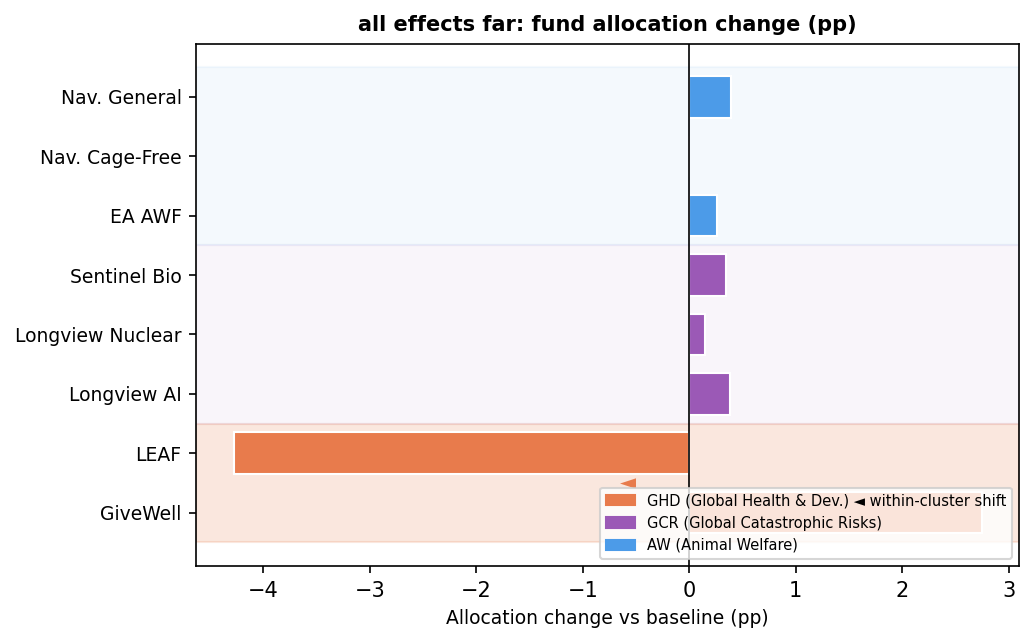 all effects far: fund allocation change (pp)
Nav. General
Nav. Cage-Free
EA AWF
Sentinel Bio
Longview Nuclear
Longview AI
LEAF
GiveWell
GHD (Global Health & Dev.) ◄ within-cluster shift
GCR (Global Catastrophic Risks)
AW (Animal Welfare)
−4 −3 −2 −1 0 1 2 3
Allocation change vs baseline (pp)